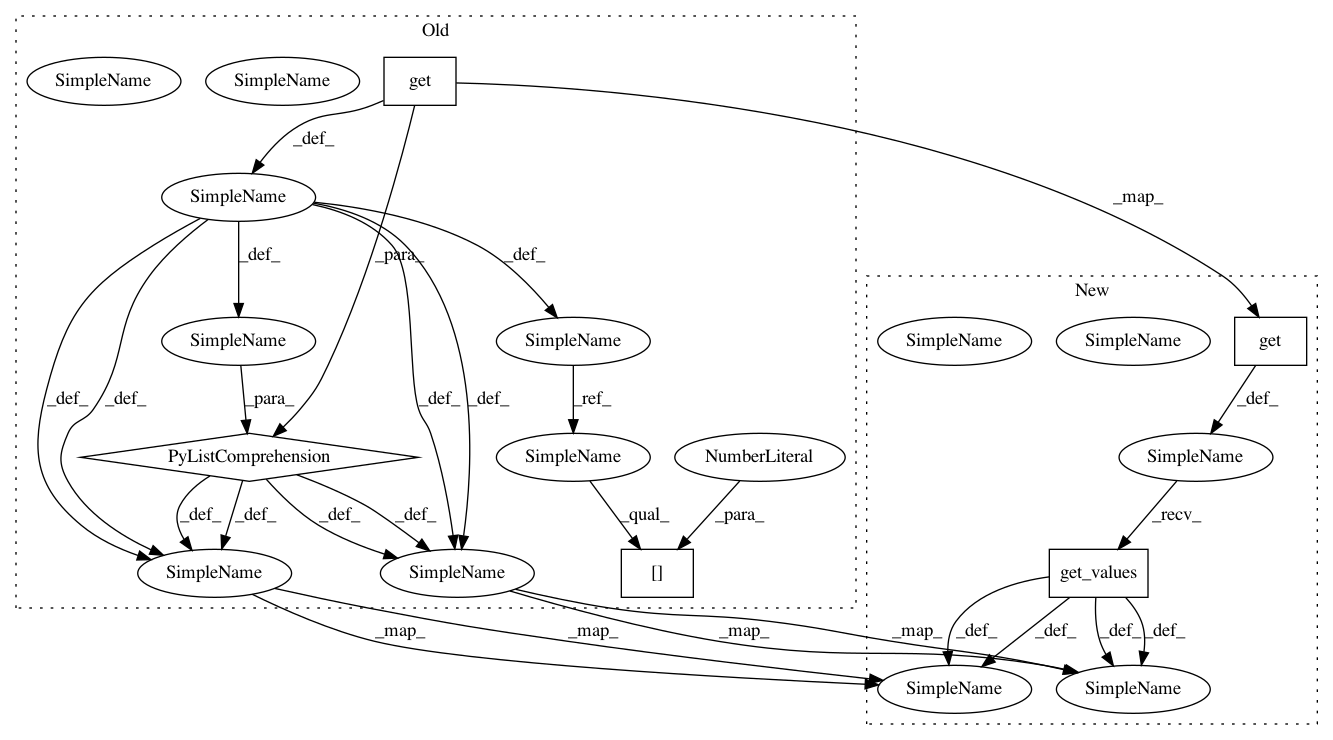 Old
SimpleName
SimpleName
get
_def_
_map_
SimpleName
_def_
_para_
_def_
New
SimpleName
SimpleName
SimpleName
SimpleName
get
_def_
_def_
_para_
_def_
_def_
_ref_
_def_
PyListComprehension
SimpleName
NumberLiteral
SimpleName
_def_
_def_
_def_
_def_
_qual_
_para_
_recv_
SimpleName
SimpleName
[]
get_values
_map_
_map_
_map_
_map_
_def_
_def_
_def_
_def_
SimpleName
SimpleName